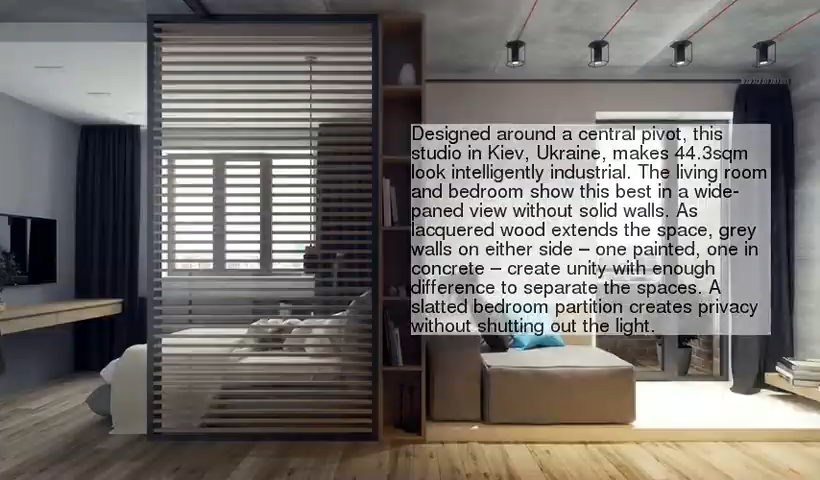 Designed around a central pivot, this
studio in Kiev, Ukraine, makes 44.3sqm
look intelligently industrial. The living room
and bedroom show this best in a wide-
paned view without solid walls. As
lacquered wood extends the space, grey
walls on either side – one painted, one in
concrete – create unity with enough
difference to separate the spaces. A
slatted bedroom partition creates privacy
without shutting out the light.